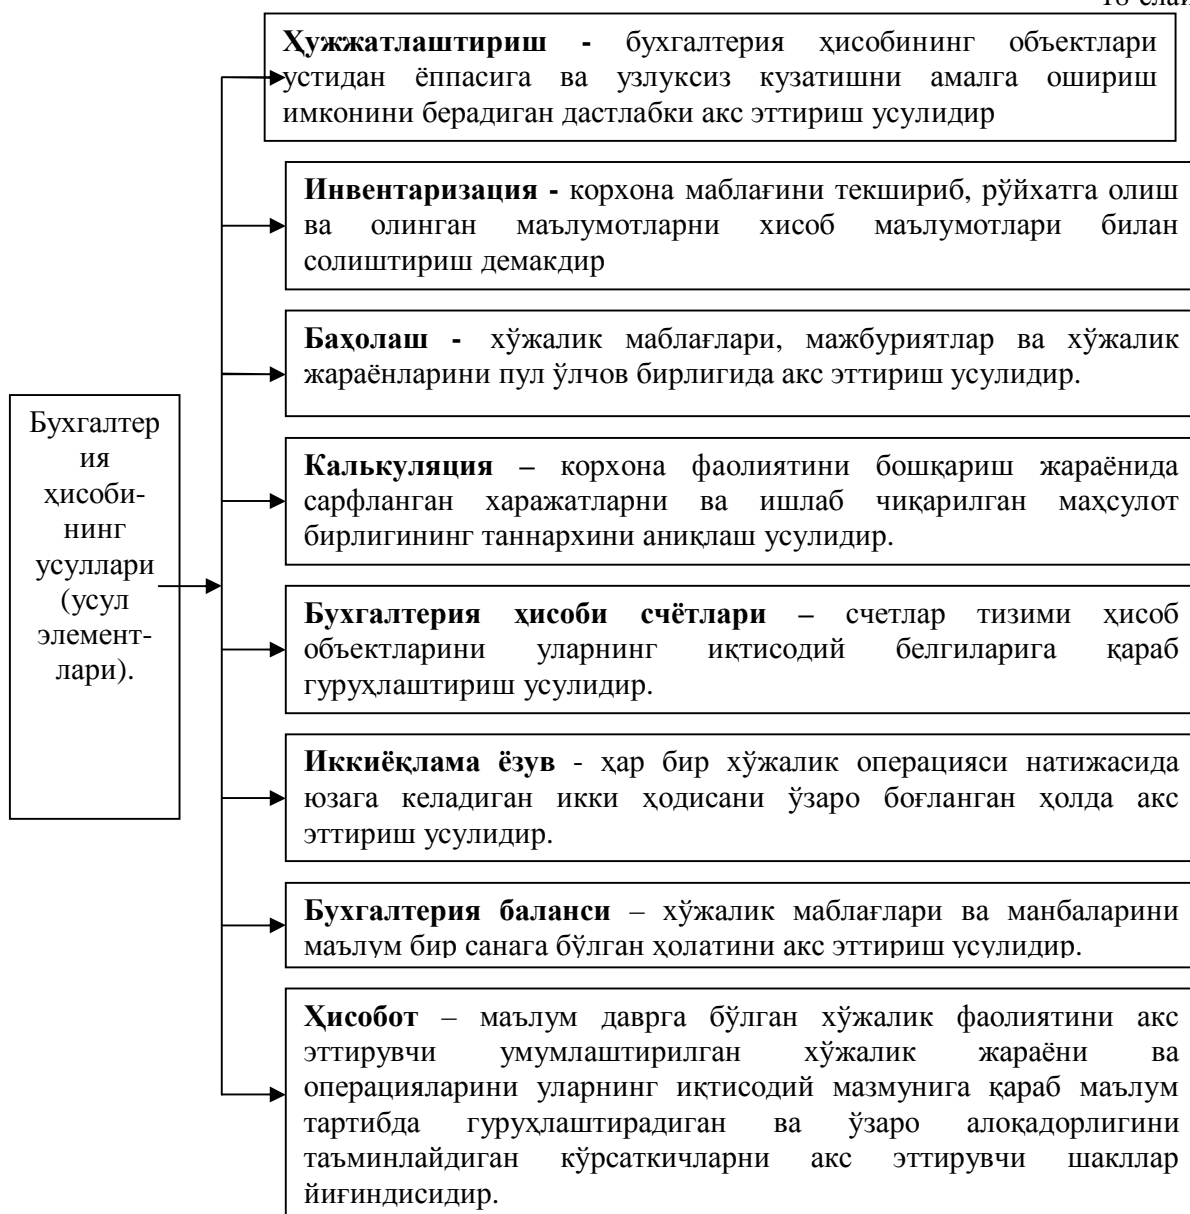 Ҳужжатлаштириш - бухгалтерия ҳисобининг объектлари
устидан ёппасига ва узлуксиз кузатишни амалга ошириш
имконини берадиган дастлабки акс эттириш усулидир
Инвентаризация - корхона маблағини текшириб, рўйхатга олиш
ва олинган маълумотларни хисоб маълумотлари билан
солиштириш демакдир
Баҳолаш - хўжалик маблағлари, мажбуриятлар ва хўжалик
жараёнларини пул ўлчов бирлигида акс эттириш усулидир.
Бухгалтер
ия
ҳисоби-
нинг
усуллари
(усул
элемент-
лари).
Калькуляция – корхона фаолиятини бошқариш жараёнида
сарфланган харажатларни ва ишлаб чиқарилган маҳсулот
бирлигининг таннархини аниқлаш усулидир.
Бухгалтерия ҳисоби счётлари – счетлар тизими ҳисоб
объектларини уларнинг иқтисодий белгиларига қараб
гуруҳлаштириш усулидир.
Иккиёқлама ёзув - ҳар бир хўжалик операцияси натижасида
юзага келадиган икки ҳодисани ўзаро боғланган ҳолда акс
эттириш усулидир.
Бухгалтерия баланси – хўжалик маблағлари ва манбаларини
маълум бир санага бўлган ҳолатини акс эттириш усулидир.
Ҳисобот – маълум даврга бўлган хўжалик фаолиятини акс
эттирувчи умумлаштирилган хўжалик жараёни ва
операцияларини уларнинг иқтисодий мазмунига қараб маълум
тартибда гуруҳлаштирадиган ва ўзаро алоқадорлигини
таъминлайдиган кўрсаткичларни акс эттирувчи шакллар
йиғиндисидир.